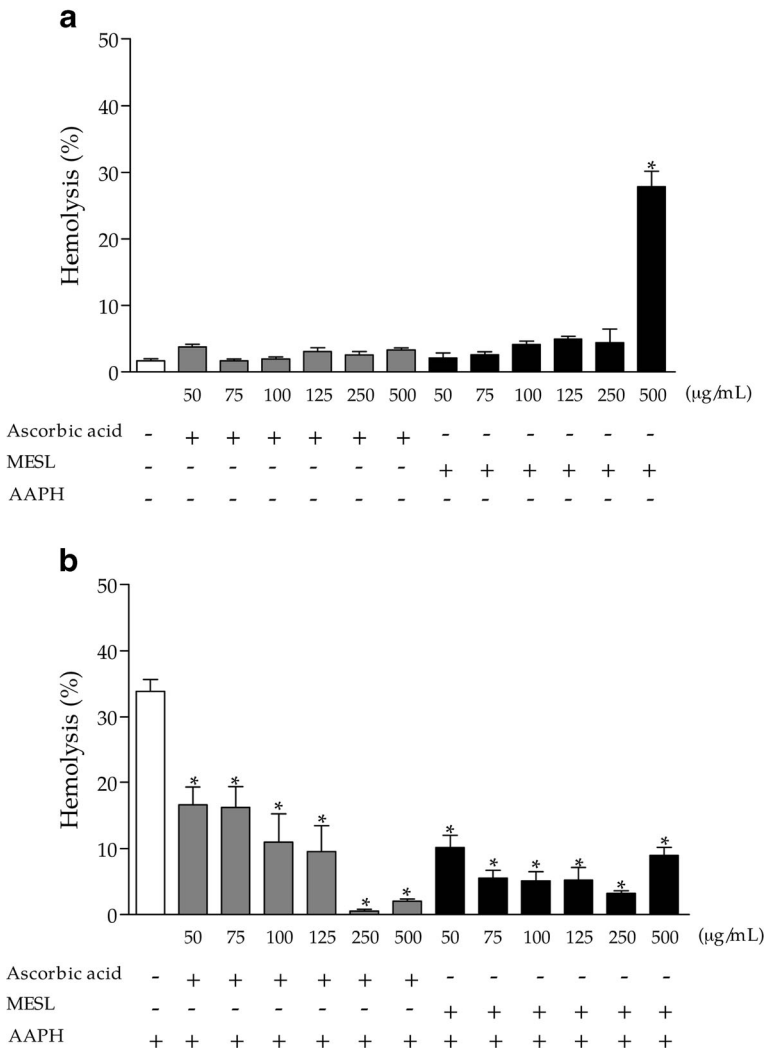 a
50
40
30
20
10
0
Hemolysis (%)
*
50 75 100 125 250 500 50 75 100 125 250 500 (µg/mL)
Ascorbic acid - + + + + + + - - - - - -
MESL - - - - - - - + + + + + +
AAPH - - - - - - - - - - - - -
b
50
40
30
20
10
0
Hemolysis (%)
* * * * * * * * * * * *
50 75 100 125 250 500 50 75 100 125 250 500 (µg/mL)
Ascorbic acid - + + + + + + - - - - - -
MESL - - - - - - - + + + + + +
AAPH + + + + + + + + + + + + +